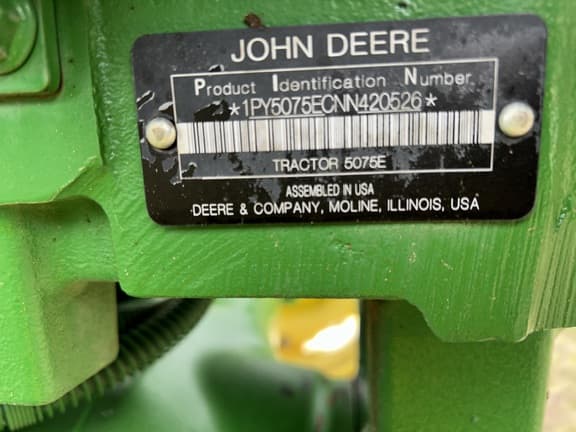 JOHN DEERE
Product Identification Number
*1PY5075ECNN420526*
TRACTOR 5075E
ASSEMBLED IN USA
DEERE & COMPANY, MOLINE, ILLINOIS, USA